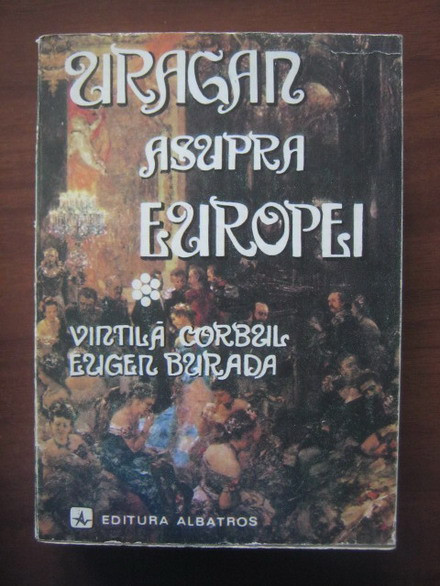 URAGAN
ASUPRA
EUROPEI
VINTILĂ CORBUL
EUGEN BURADA
EDITURA ALBATROS